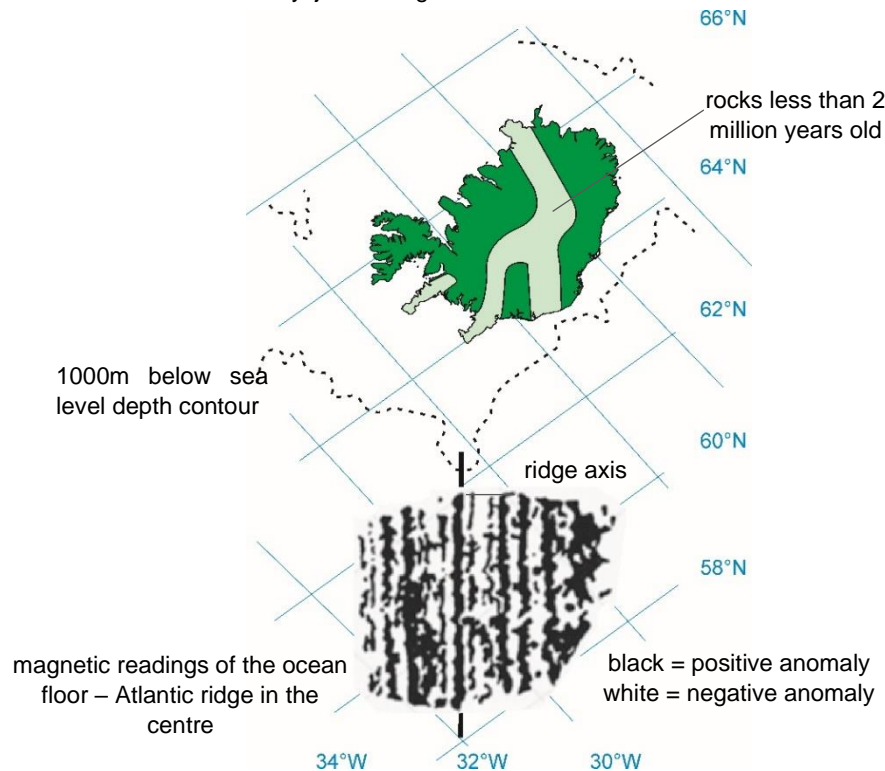 66°N
rocks less than 2
million years old
64°N
62°N
1000m below sea
level depth contour
60°N
ridge axis
58°N
magnetic readings of the ocean
floor – Atlantic ridge in the
centre
black = positive anomaly
white = negative anomaly
34°W 32°W 30°W